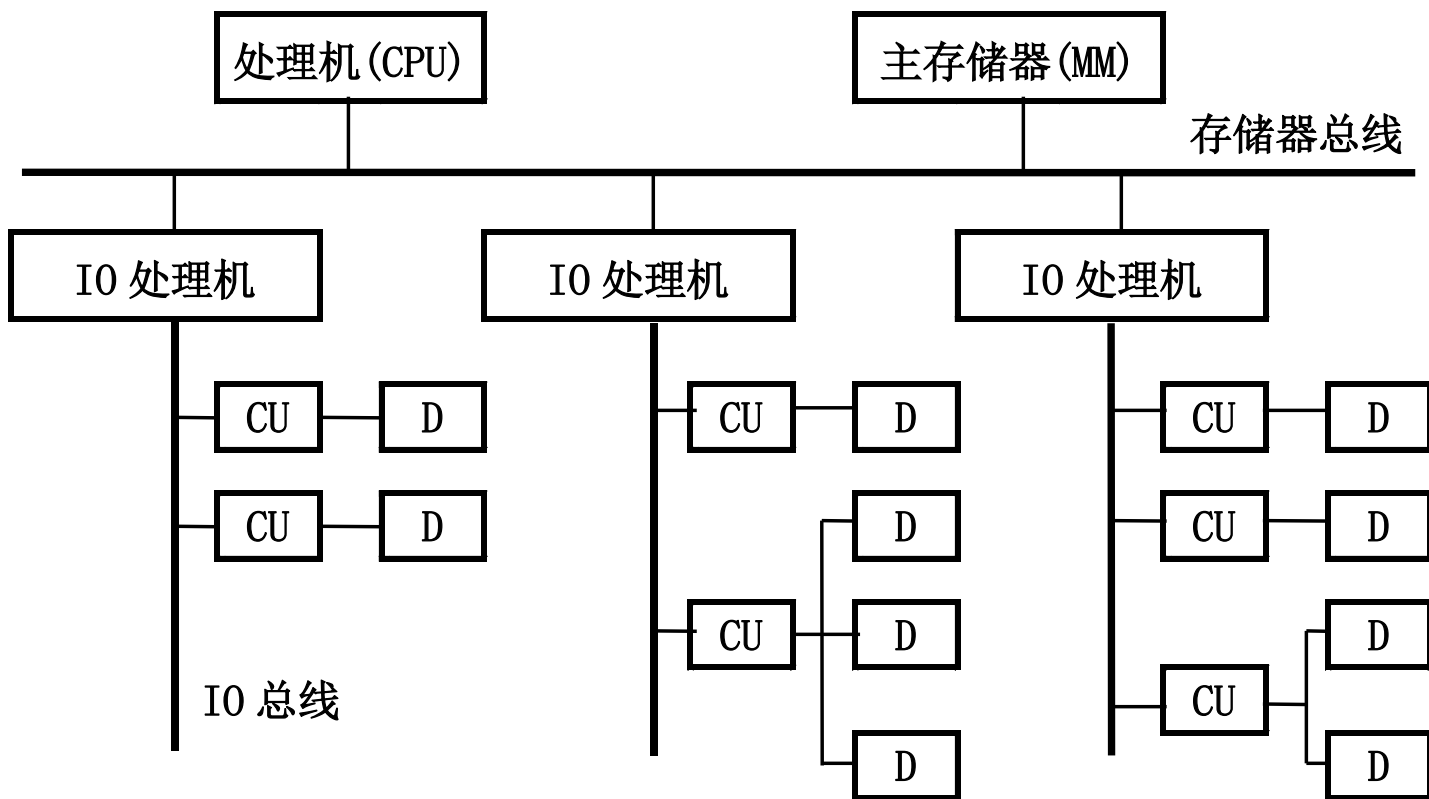 处理机(CPU) 主存储器(MM)
存储器总线
IO 处理机 IO 处理机 IO 处理机
CU D CU D CU D
CU D D CU D
CU D D
IO 总线 CU
D D